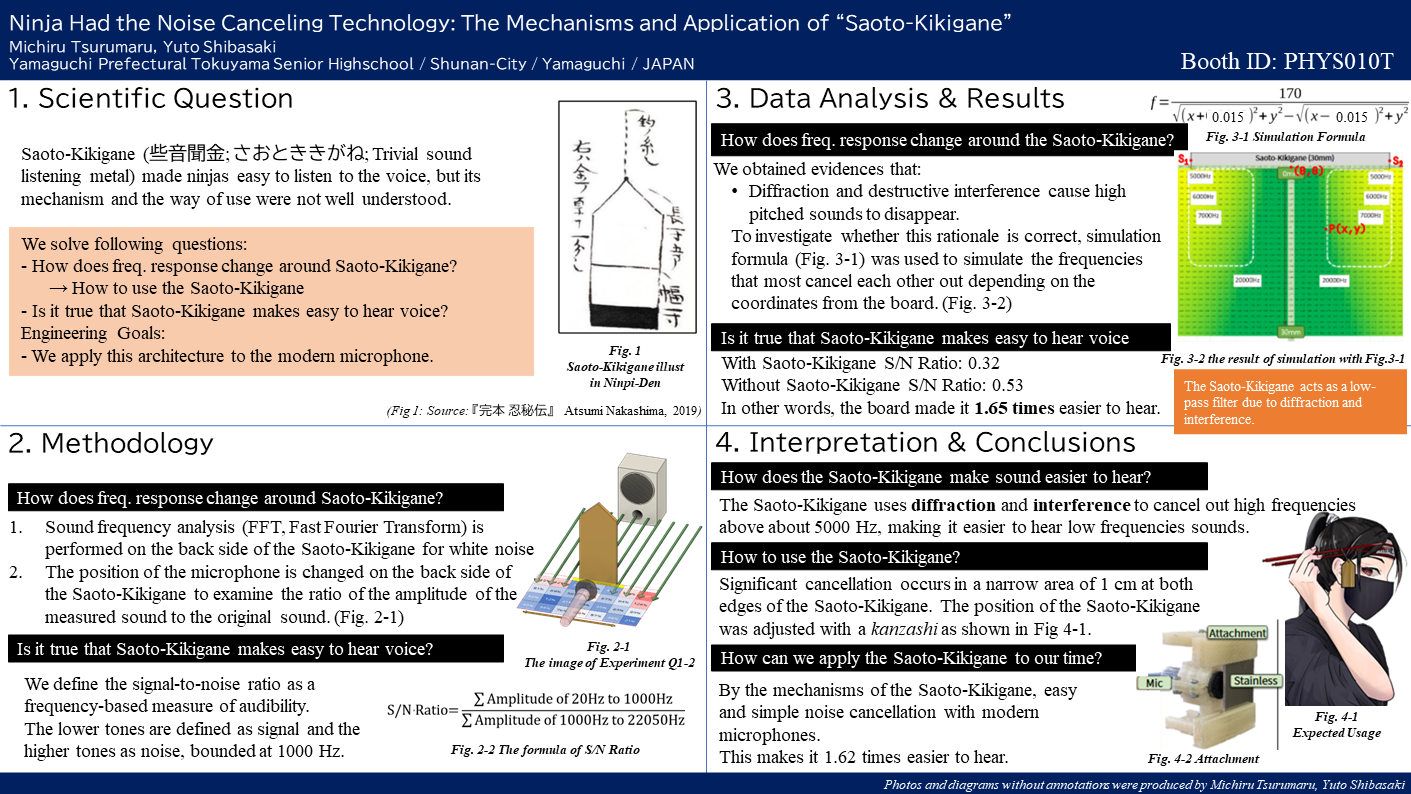 Ninja Had the Noise Canceling Technology: The Mechanisms and Application of “Saoto-Kikigane”
Michiru Tsurumaru, Yuto Shibasaki
Yamaguchi Prefectural Tokuyama Senior Highschool / Shunan-City / Yamaguchi / JAPAN
Booth ID: PHYS010T
1. Scientific Question
Saoto-Kikigane (些音聞金; さおとききがね; Trivial sound
listening metal) made ninjas easy to listen to the voice, but its
mechanism and the way of use were not well understood.
We solve following questions:
- How does freq. response change around Saoto-Kikigane?
→ How to use the Saoto-Kikigane
- Is it true that Saoto-Kikigane makes easy to hear voice?
Engineering Goals:
- We apply this architecture to the modern microphone.
Fig. 1
Saoto-Kikigane illust
in Ninpi-Den
(Fig 1: Source: 『完本 忍秘伝』 Atsumi Nakashima, 2019)
2. Methodology
How does freq. response change around Saoto-Kikigane?
1. Sound frequency analysis (FFT, Fast Fourier Transform) is
performed on the back side of the Saoto-Kikigane for white noise
2. The position of the microphone is changed on the back side of
the Saoto-Kikigane to examine the ratio of the amplitude of the
measured sound to the original sound. (Fig. 2-1)
Fig. 2-1
The image of Experiment Q1-2
Is it true that Saoto-Kikigane makes easy to hear voice?
We define the signal-to-noise ratio as a
frequency-based measure of audibility.
The lower tones are defined as signal and the
higher tones as noise, bounded at 1000 Hz.
S/N Ratio= ∑ Amplitude of 20Hz to 1000Hz
∑ Amplitude of 1000Hz to 22050Hz
Fig. 2-2 The formula of S/N Ratio
3. Data Analysis & Results
f = 170
√(x+ 0.015 )²+y² −√(x− 0.015 )²+y²
Fig. 3-1 Simulation Formula
How does freq. response change around the Saoto-Kikigane?
We obtained evidences that:
• Diffraction and destructive interference cause high
pitched sounds to disappear.
To investigate whether this rationale is correct, simulation
formula (Fig. 3-1) was used to simulate the frequencies
that most cancel each other out depending on the
coordinates from the board. (Fig. 3-2)
S₁
Saoto-Kikigane (30mm)
S₂
0mm
(0,0)
5000Hz
5000Hz
6000Hz
6000Hz
7000Hz
7000Hz
P(x,y)
20000Hz
20000Hz
30mm
Fig. 3-2 the result of simulation with Fig.3-1
Is it true that Saoto-Kikigane makes easy to hear voice
With Saoto-Kikigane S/N Ratio: 0.32
Without Saoto-Kikigane S/N Ratio: 0.53
In other words, the board made it 1.65 times easier to hear.
The Saoto-Kikigane acts as a low-
pass filter due to diffraction and
interference.
4. Interpretation & Conclusions
How does the Saoto-Kikigane make sound easier to hear?
The Saoto-Kikigane uses diffraction and interference to cancel out high frequencies
above about 5000 Hz, making it easier to hear low frequencies sounds.
How to use the Saoto-Kikigane?
Significant cancellation occurs in a narrow area of 1 cm at both
edges of the Saoto-Kikigane. The position of the Saoto-Kikigane
was adjusted with a kanzashi as shown in Fig 4-1.
How can we apply the Saoto-Kikigane to our time?
By the mechanisms of the Saoto-Kikigane, easy
and simple noise cancellation with modern
microphones.
This makes it 1.62 times easier to hear.
Attachment
Mic
Stainless
Fig. 4-2 Attachment
Fig. 4-1
Expected Usage
Photos and diagrams without annotations were produced by Michiru Tsurumaru, Yuto Shibasaki